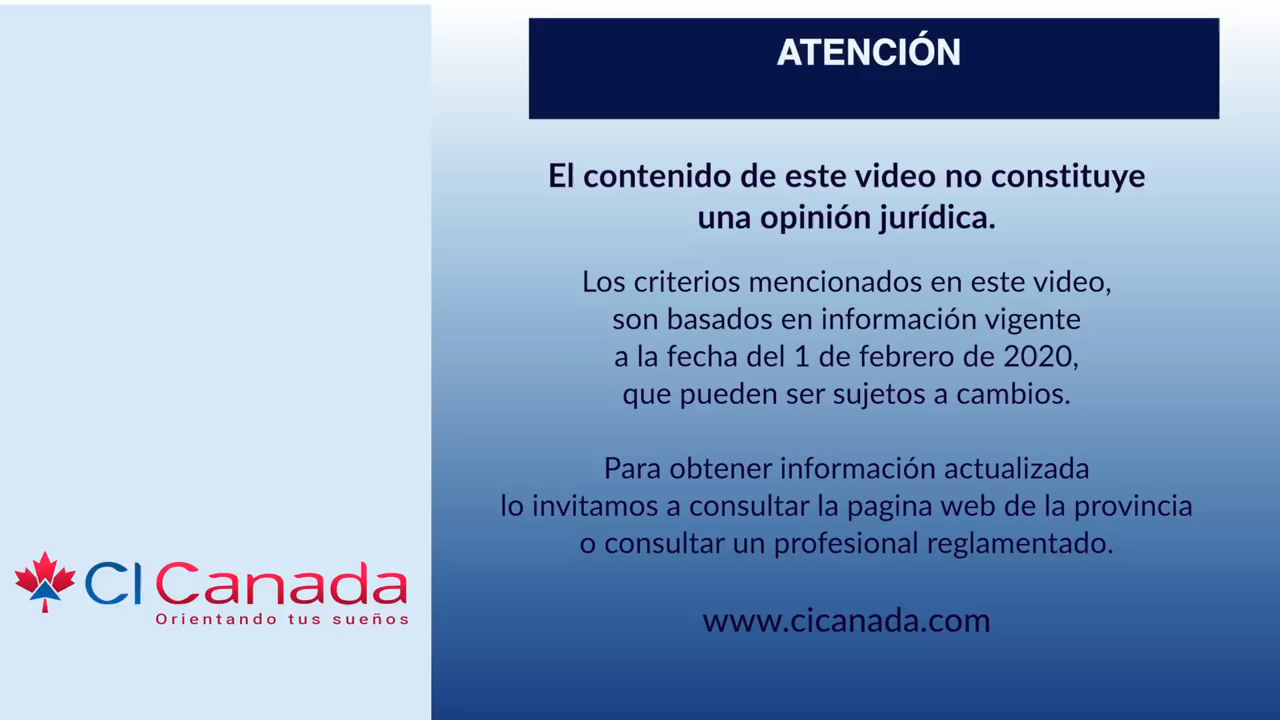 ATENCIÓN
El contenido de este video no constituye
una opinión jurídica.
Los criterios mencionados en este video,
son basados en información vigente
a la fecha del 1 de febrero de 2020,
que pueden ser sujetos a cambios.
Para obtener información actualizada
lo invitamos a consultar la pagina web de la provincia
o consultar un profesional reglamentado.
www.cicanada.com
CI Canada
Orientando tus sueños